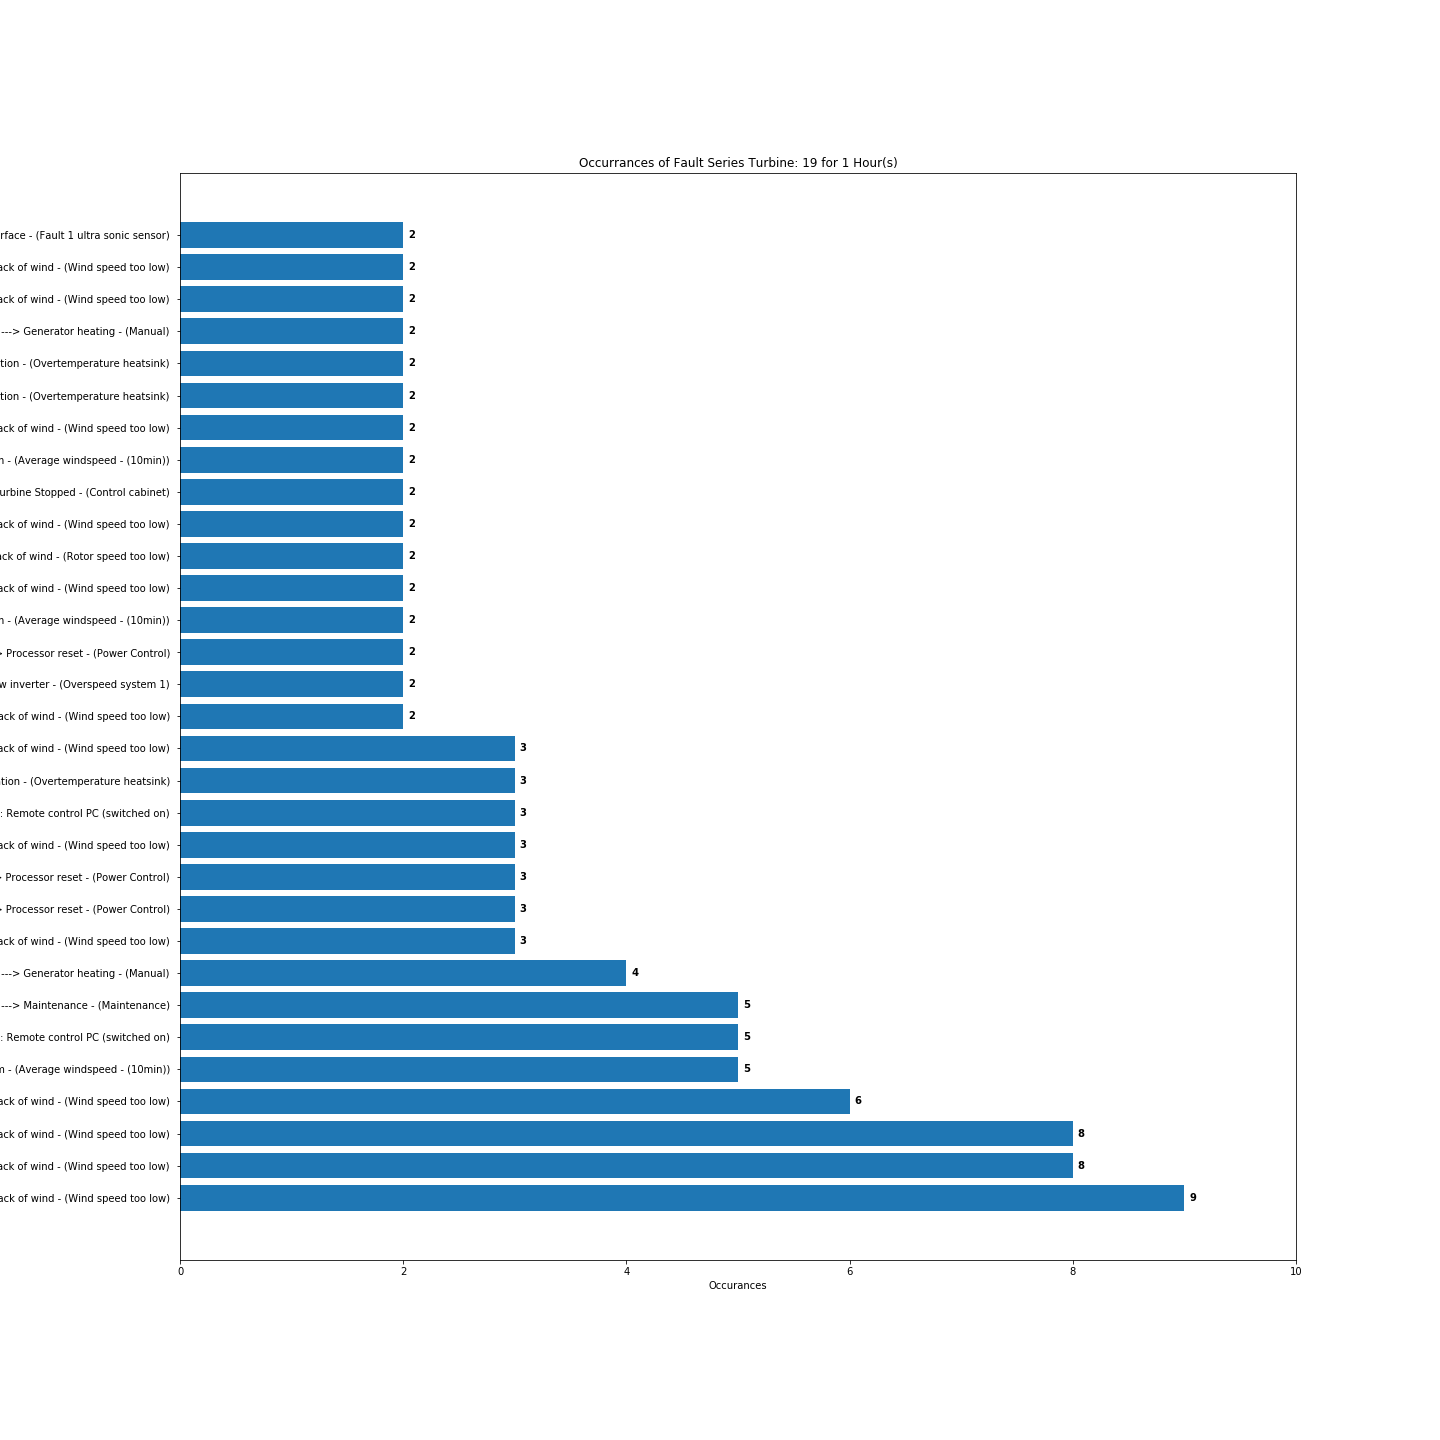 Occurrances of Fault Series Turbine: 19 for 1 Hour(s)
rface - (Fault 1 ultra sonic sensor) 2
ack of wind - (Wind speed too low) 2
ack of wind - (Wind speed too low) 2
---> Generator heating - (Manual) 2
tion - (Overtemperature heatsink) 2
tion - (Overtemperature heatsink) 2
ack of wind - (Wind speed too low) 2
n - (Average windspeed - (10min)) 2
urbine Stopped - (Control cabinet) 2
ack of wind - (Wind speed too low) 2
ack of wind - (Rotor speed too low) 2
ack of wind - (Wind speed too low) 2
n - (Average windspeed - (10min)) 2
> Processor reset - (Power Control) 2
w inverter - (Overspeed system 1) 2
ack of wind - (Wind speed too low) 2
ack of wind - (Wind speed too low) 3
tion - (Overtemperature heatsink) 3
: Remote control PC (switched on) 3
ack of wind - (Wind speed too low) 3
> Processor reset - (Power Control) 3
> Processor reset - (Power Control) 3
ack of wind - (Wind speed too low) 3
---> Generator heating - (Manual) 4
---> Maintenance - (Maintenance) 5
: Remote control PC (switched on) 5
n - (Average windspeed - (10min)) 5
ack of wind - (Wind speed too low) 6
ack of wind - (Wind speed too low) 8
ack of wind - (Wind speed too low) 8
ack of wind - (Wind speed too low) 9
0 2 4 6 8 10
Occurances